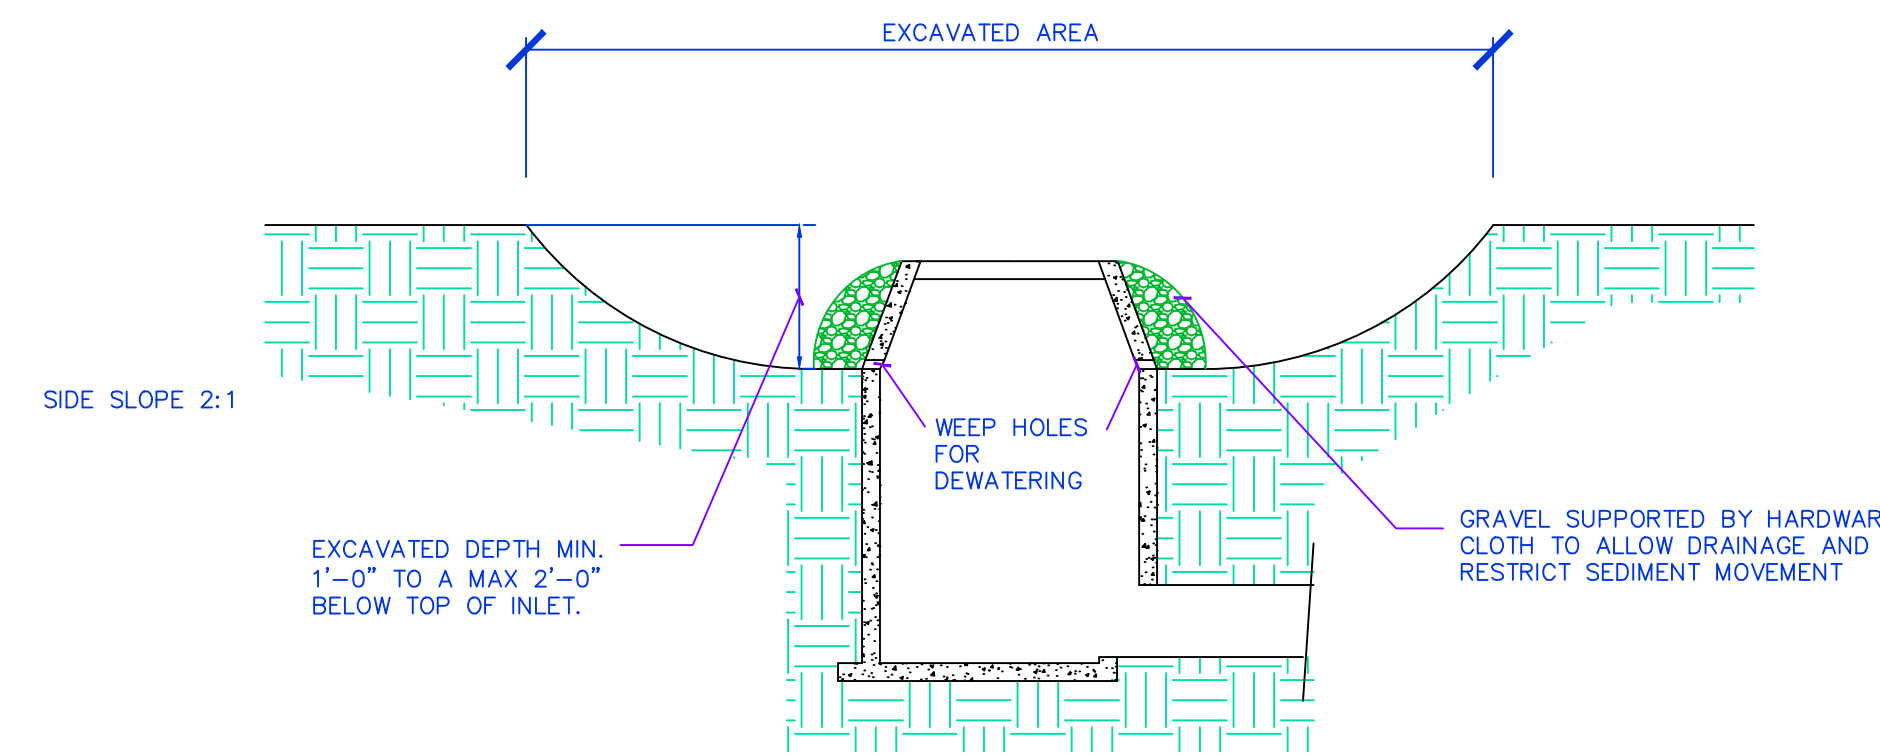 EXCAVATED AREA
SIDE SLOPE 2:1
WEEP HOLES
FOR
DEWATERING
EXCAVATED DEPTH MIN.
1'-0" TO A MAX 2'-0"
BELOW TOP OF INLET.
GRAVEL SUPPORTED BY HARDWAR
CLOTH TO ALLOW DRAINAGE AND
RESTRICT SEDIMENT MOVEMENT